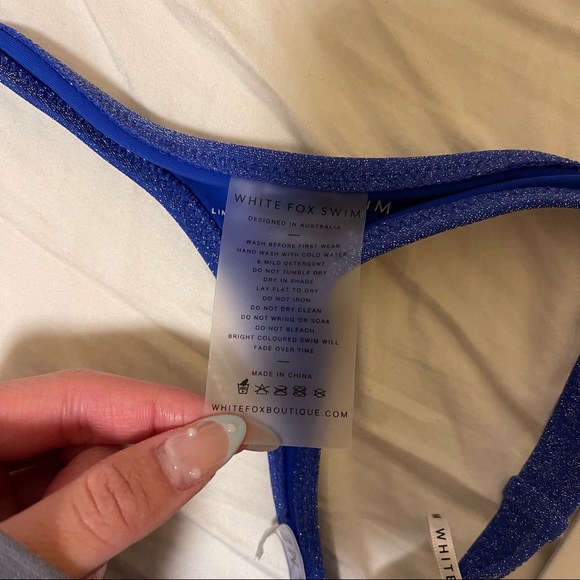 WHITE FOX SWIM
DESIGNED IN AUSTRALIA
WASH BEFORE FIRST WEAR
HAND WASH WITH COLD WATER
& MILD DETERGENT
DO NOT TUMBLE DRY
DRY IN SHADE
LAY FLAT TO DRY
DO NOT IRON
DO NOT DRY CLEAN
DO NOT WRING OR SOAK
DO NOT BLEACH
BRIGHT COLOURED SWIM WILL
FADE OVER TIME
MADE IN CHINA
WHITEFOXBOUTIQUE.COM
WHITE